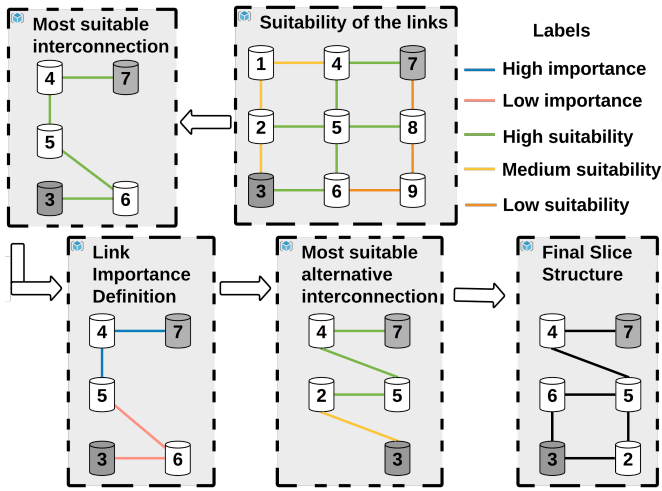 Most suitable
interconnection
4 7
5
3 6
Suitability of the links
1 4 7
2 5 8
3 6 9
Labels
High importance
Low importance
High suitability
Medium suitability
Low suitability
Link
Importance
Definition
4 7
5
3 6
Most suitable
alternative
interconnection
4 7
2 5
3
Final Slice
Structure
4 7
6 5
3 2